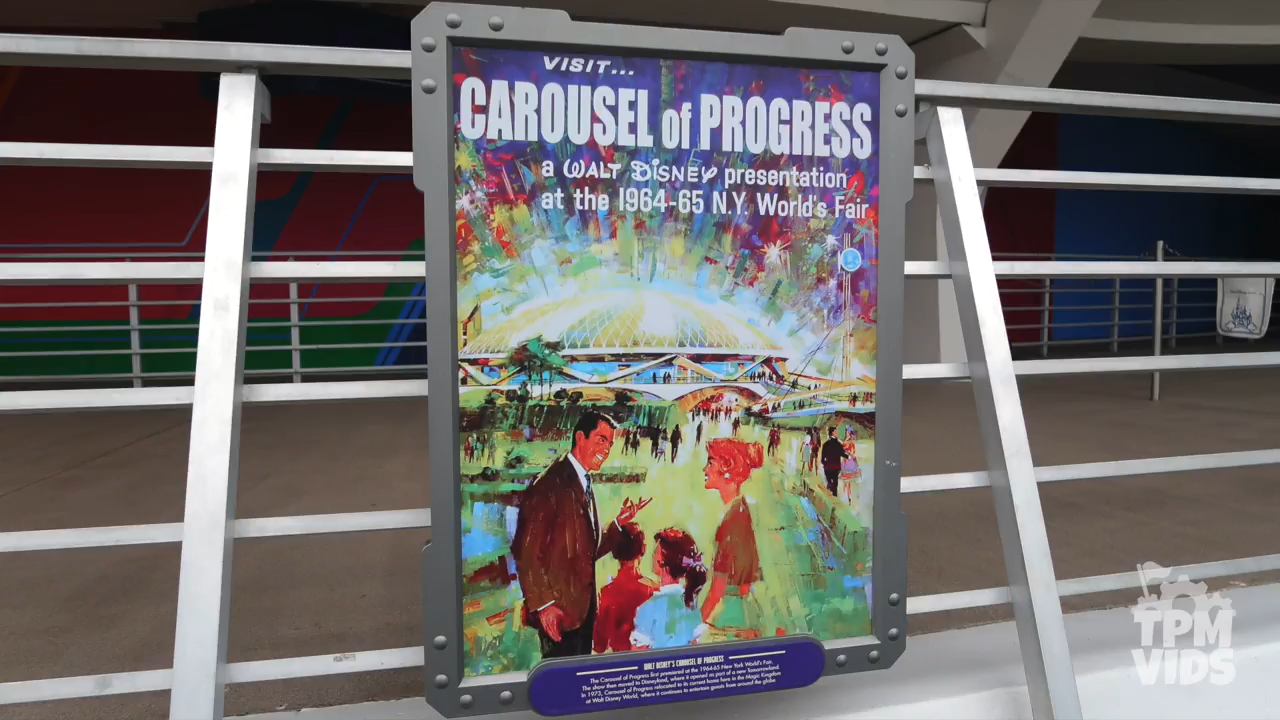 VISIT...
CAROUSEL of PROGRESS
a WALT DISNEY presentation
at the 1964-65 N.Y. World's Fair
WALT DISNEY'S CAROUSEL OF PROGRESS
The Carousel of Progress first premiered at the 1964-65 New York World's Fair.
The show then moved to Disneyland, where it opened as part of a new Tomorrowland.
In 1973, Carousel of Progress relocated to its current home here in the Magic Kingdom
at Walt Disney World, where it continues to entertain guests from around the globe
TPM
VIDS